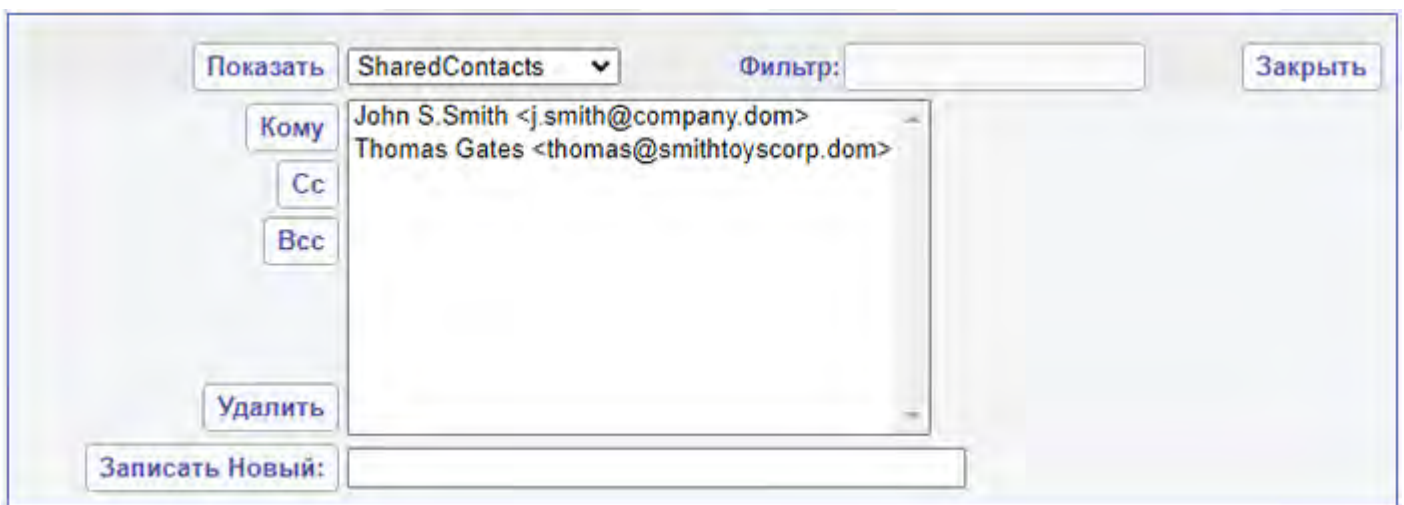 Показать SharedContacts Фильтр: Закрыть
Кому John S.Smith <j.smith@company.dom>
Thomas Gates <thomas@smithtoyscorp.dom>
Cc
Bcc
Удалить
Записать Новый: